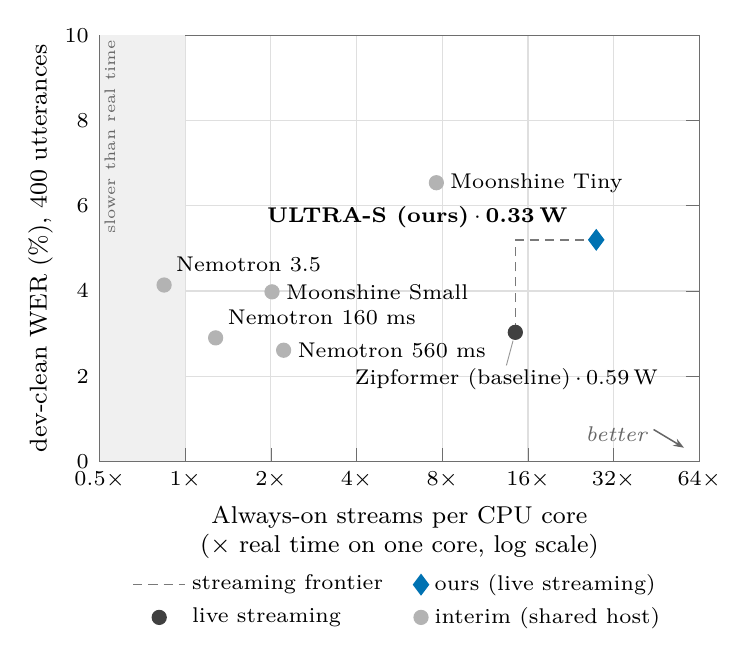 10
8
6
4
2
0
dev-clean WER (%), 400 utterances
slower than real time
Moonshine Tiny
ULTRA-S (ours) · 0.33 W
Nemotron 3.5
Moonshine Small
Nemotron 160 ms
Nemotron 560 ms
Zipformer (baseline) · 0.59 W
better
0.5× 1× 2× 4× 8× 16× 32× 64×
Always-on streams per CPU core
(× real time on one core, log scale)
streaming frontier
ours (live streaming)
live streaming
interim (shared host)